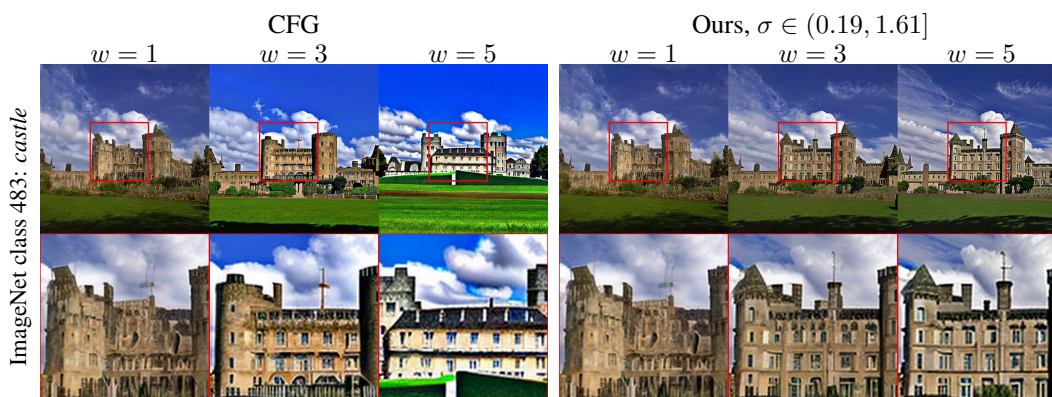 CFG
Ours, σ ∈ (0.19, 1.61]
w = 1 w = 3 w = 5 w = 1 w = 3 w = 5
ImageNet class 483: castle